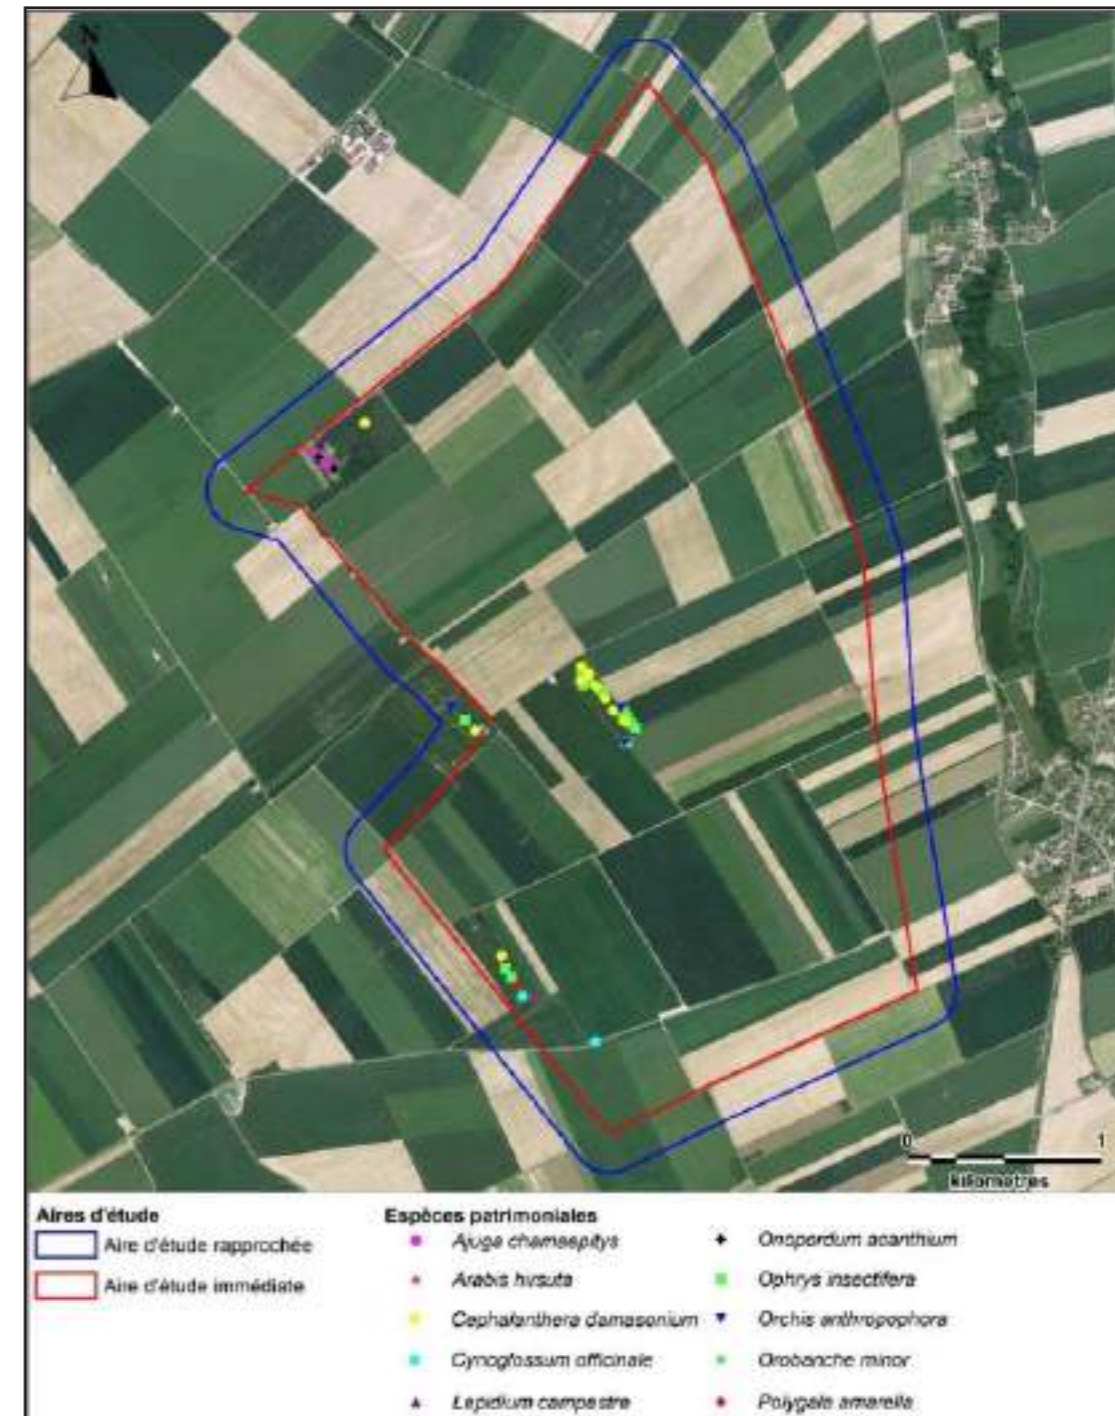 N
0 1
kilomètres
Aires d'étude
Aire d'étude rapprochée
Aire d'étude immédiate
Espèces patrimoniales
Ajuga chamaepitys
Arabis hirsuta
Cephalanthera damasonium
Cynoglossum officinale
Lepidium campestre
Onopordum acanthium
Ophrys insectifera
Orchis anthropophora
Orobanche minor
Polygala amarella